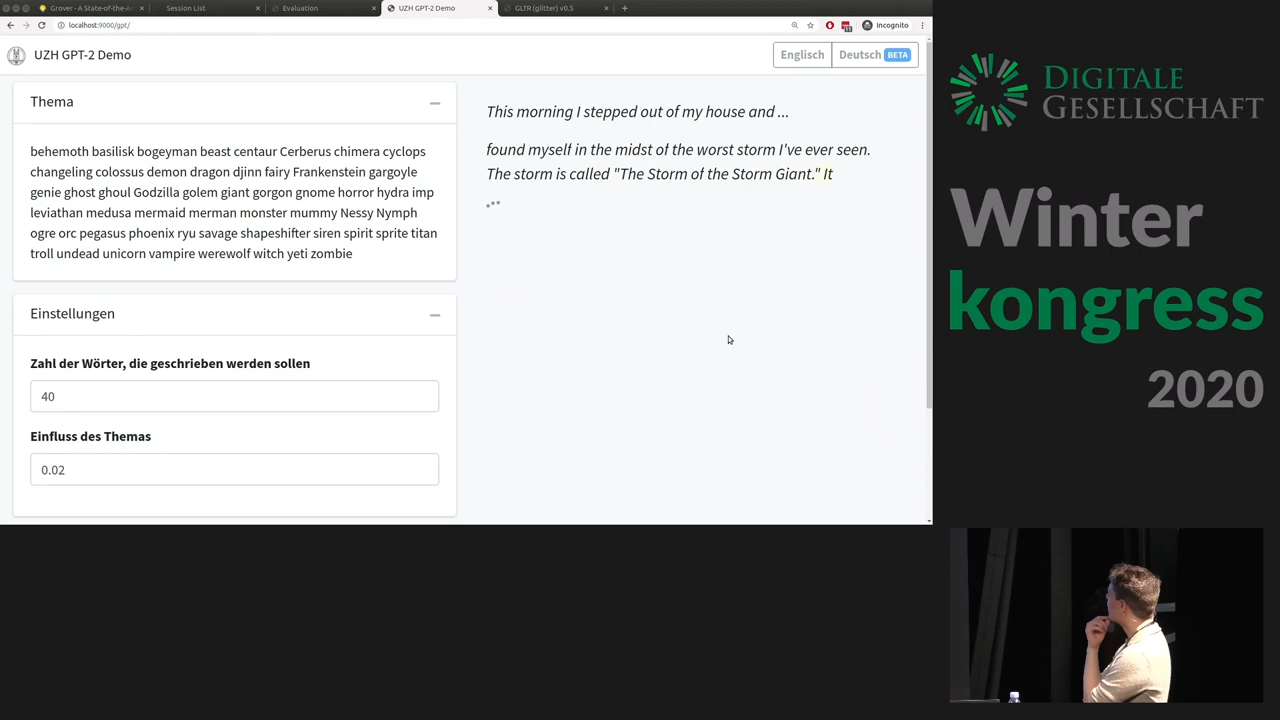 Grover - A State-of-the-A
Session List
Evaluation
UZH GPT-2 Demo
GLTR (glitter) v0.5
localhost:9000/gpt/
Incognito
UZH GPT-2 Demo
Englisch
Deutsch BETA
Thema
behemoth basilisk bogeyman beast centaur Cerberus chimera cyclops
changeling colossus demon dragon djinn fairy Frankenstein gargoyle
genie ghost ghoul Godzilla golem giant gorgon gnome horror hydra imp
leviathan medusa mermaid merman monster mummy Nessy Nymph
ogre orc pegasus phoenix ryu savage shapeshifter siren spirit sprite titan
troll undead unicorn vampire werewolf witch yeti zombie
Einstellungen
Zahl der Wörter, die geschrieben werden sollen
40
Einfluss des Themas
0.02
This morning I stepped out of my house and ...
found myself in the midst of the worst storm I've ever seen.
The storm is called "The Storm of the Storm Giant." It
DIGITALE
GESELLSCHAFT
Winter
kongress
2020